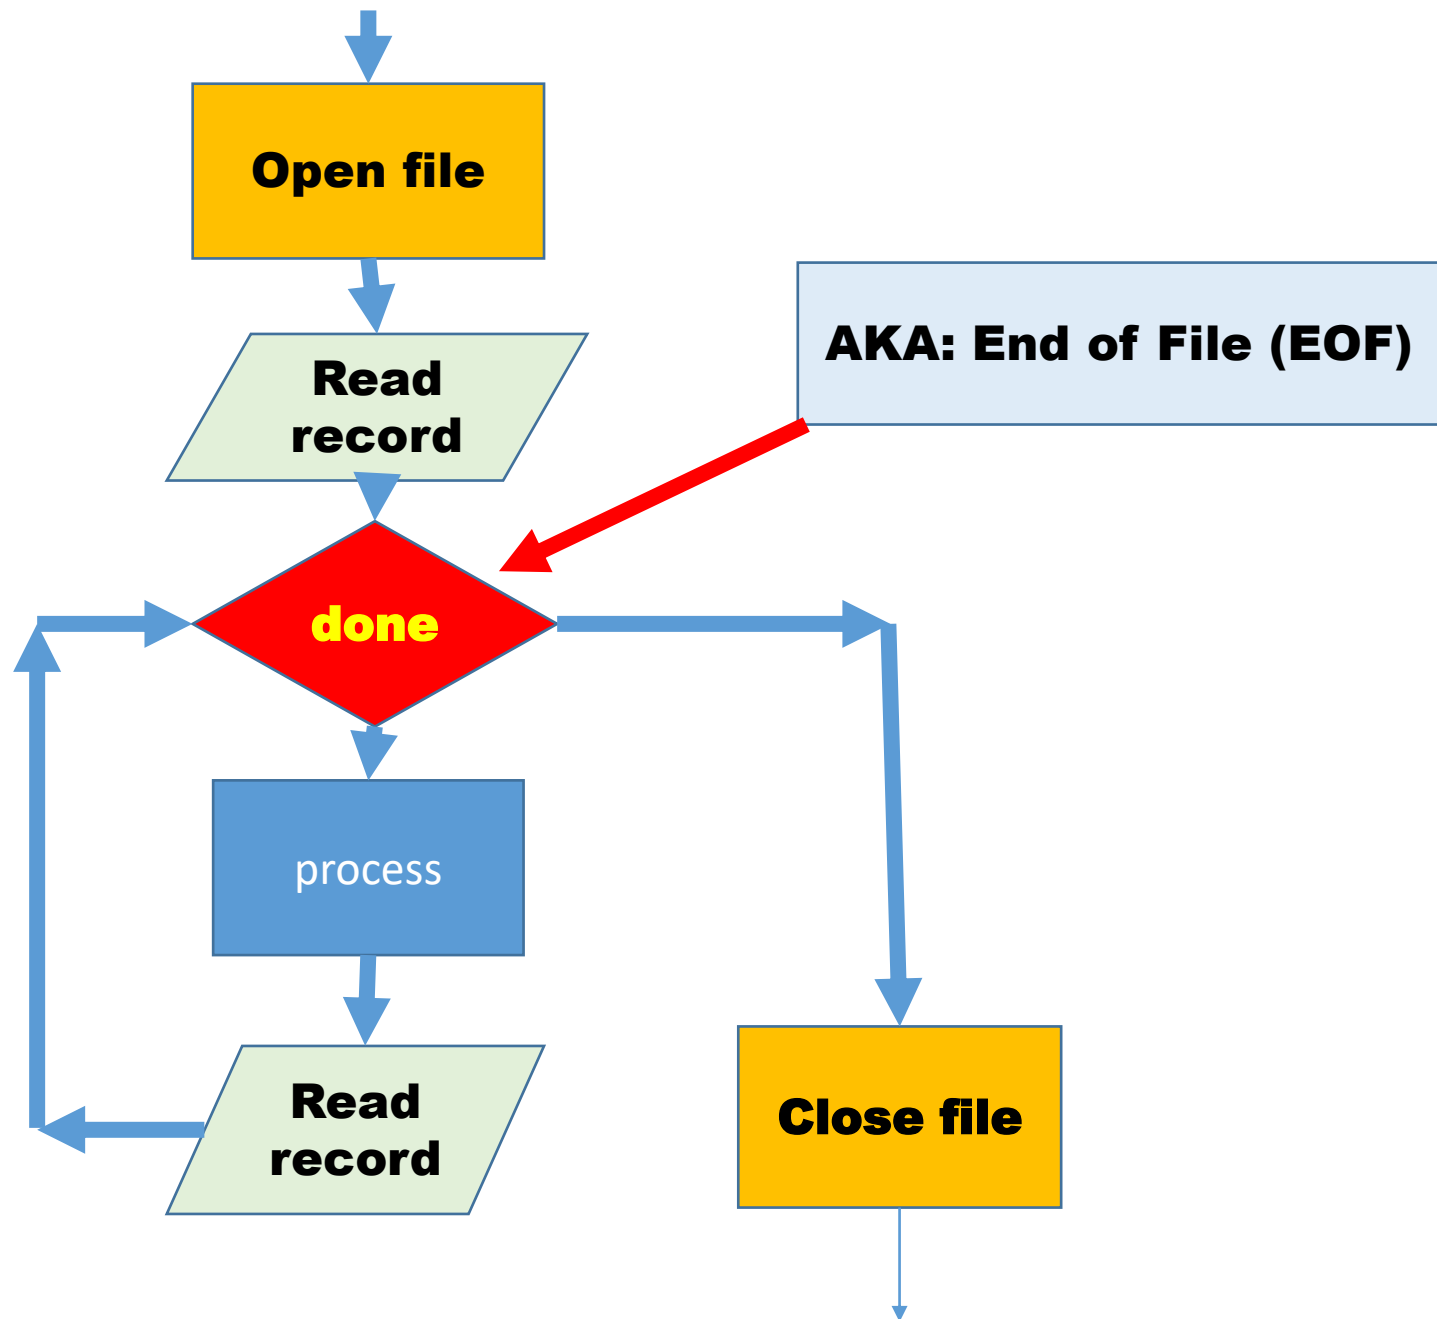 Open file
AKA: End of File (EOF)
Read
record
done
process
Read
record
Close file